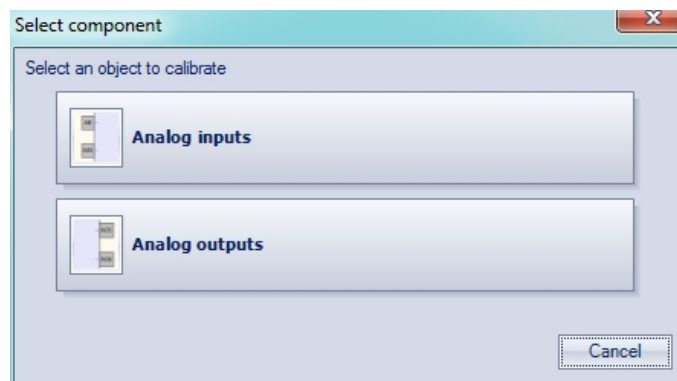 Select component
Select an object to calibrate
Analog inputs
Analog outputs
Cancel